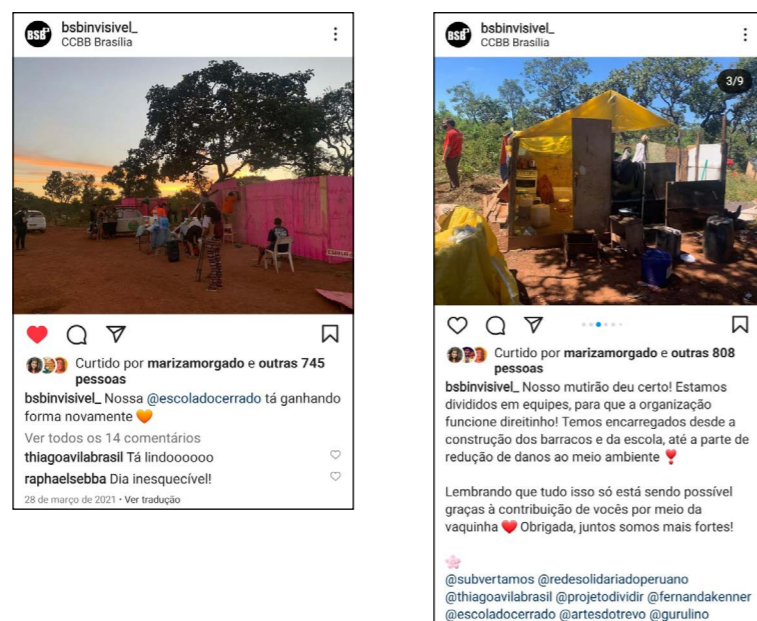 BSB
bsbinvisivel_
CCBB Brasília
Curtido por marizamorgado e outras 745
pessoas
bsbinvisivel_ Nossa @escoladocerrado tá ganhando
forma novamente 🧡
Ver todos os 14 comentários
thiagoavilabrasil Tá lindoooooo
raphaelsebba Dia inesquecível!
28 de março de 2021 • Ver tradução
BSB
bsbinvisivel_
CCBB Brasília
3/9
Curtido por marizamorgado e outras 808
pessoas
bsbinvisivel_ Nosso mutirão deu certo! Estamos
divididos em equipes, para que a organização
funcione direitinho! Temos encarregados desde a
construção dos barracos e da escola, até a parte de
redução de danos ao meio ambiente ❣️
Lembrando que tudo isso só está sendo possível
graças à contribuição de vocês por meio da
vaquinha ❤️ Obrigada, juntos somos mais fortes!
🌸
@subvertamos @redesolidariadoperuano
@thiagoavilabrasil @projetodividir @fernandakenner
@escoladocerrado @artesdotrevo @gurulino